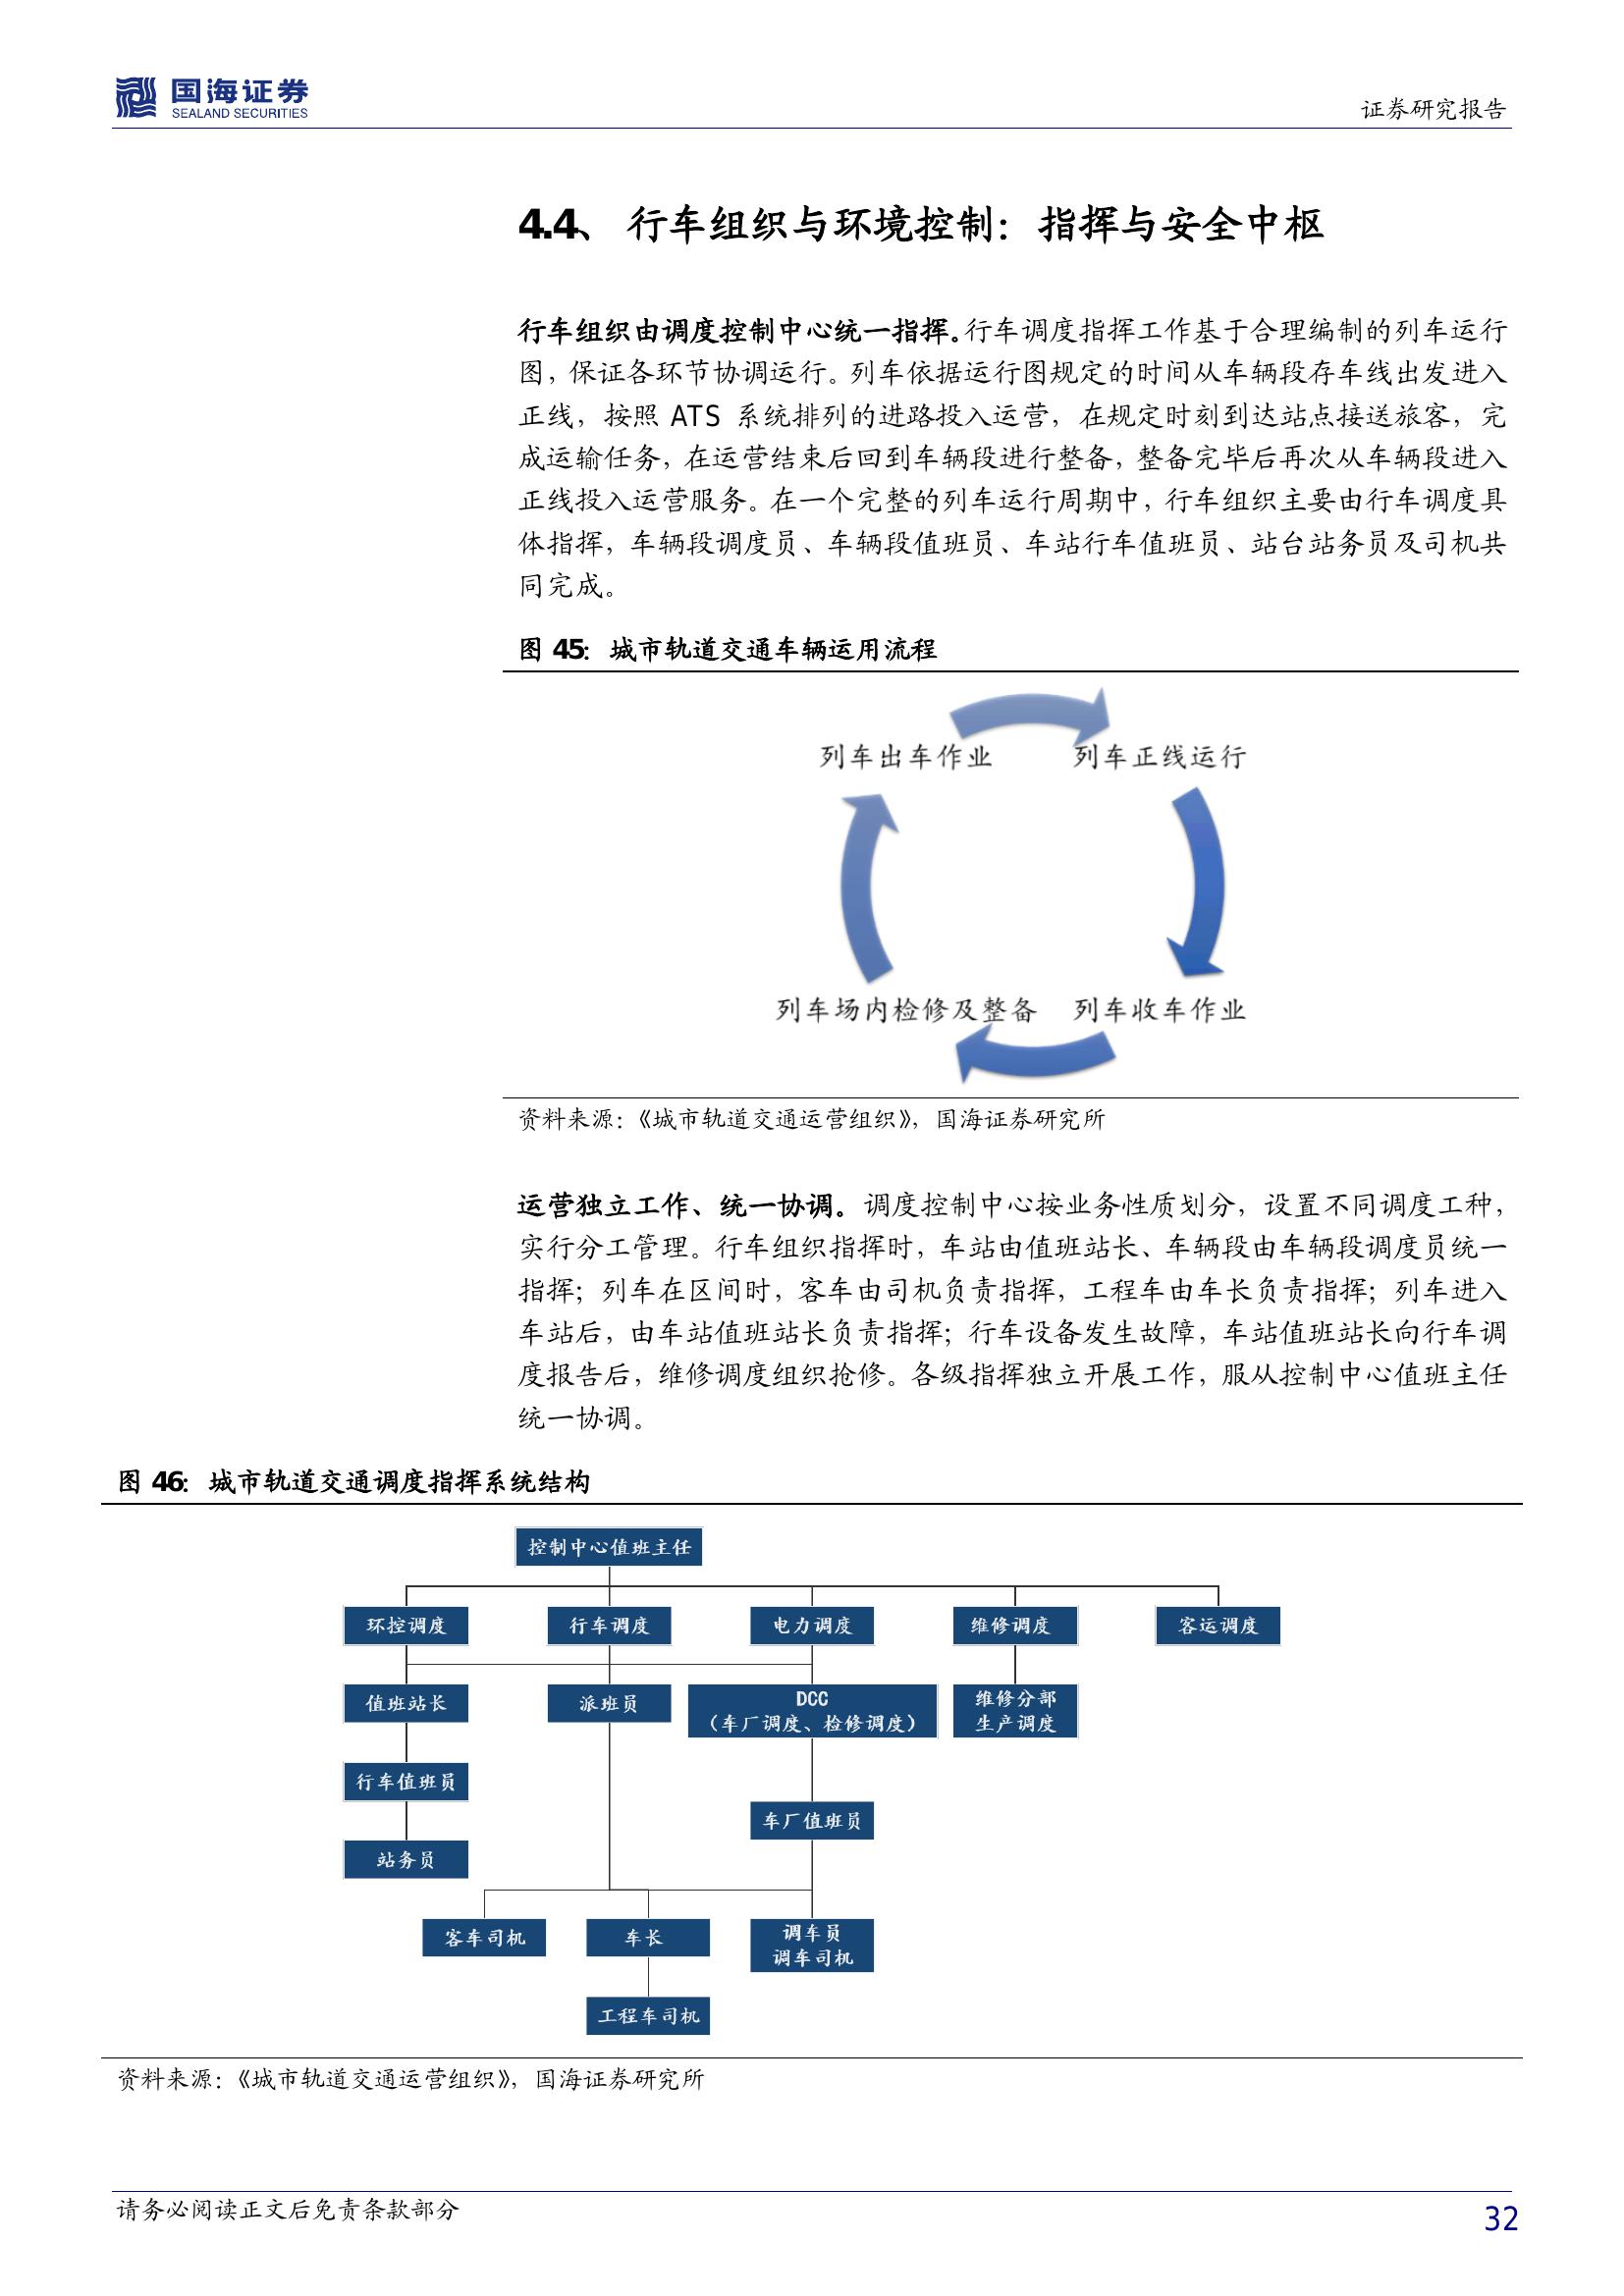 国海证券
SEALAND SECURITIES
证券研究报告
4.4、 行车组织与环境控制：指挥与安全中枢
行车组织由调度控制中心统一指挥。行车调度指挥工作基于合理编制的列车运行
图，保证各环节协调运行。列车依据运行图规定的时间从车辆段存车线出发进入
正线，按照 ATS 系统排列的进路投入运营，在规定时刻到达站点接送旅客，完
成运输任务，在运营结束后回到车辆段进行整备，整备完毕后再次从车辆段进入
正线投入运营服务。在一个完整的列车运行周期中，行车组织主要由行车调度具
体指挥，车辆段调度员、车辆段值班员、车站行车值班员、站台站务员及司机共
同完成。
图 45：城市轨道交通车辆运用流程
列车出车作业 列车正线运行
列车场内检修及整备 列车收车作业
资料来源：《城市轨道交通运营组织》，国海证券研究所
运营独立工作、统一协调。调度控制中心按业务性质划分，设置不同调度工种，
实行分工管理。行车组织指挥时，车站由值班站长、车辆段由车辆段调度员统一
指挥；列车在区间时，客车由司机负责指挥，工程车由车长负责指挥；列车进入
车站后，由车站值班站长负责指挥；行车设备发生故障，车站值班站长向行车调
度报告后，维修调度组织抢修。各级指挥独立开展工作，服从控制中心值班主任
统一协调。
图 46：城市轨道交通调度指挥系统结构
控制中心值班主任
环控调度 行车调度 电力调度 维修调度 客运调度
值班站长 派班员 DCC
（车厂调度、检修调度）
维修分部
生产调度
行车值班员
车厂值班员
站务员
客车司机 车长 调车员
调车司机
工程车司机
资料来源：《城市轨道交通运营组织》，国海证券研究所
请务必阅读正文后免责条款部分
32